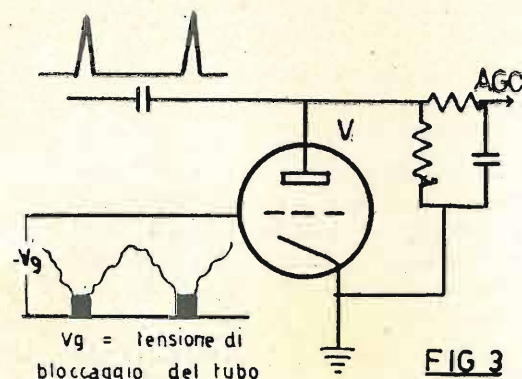 AGC
V
-Vg
Vg = tensione di
bloccaggio del tubo
FIG 3